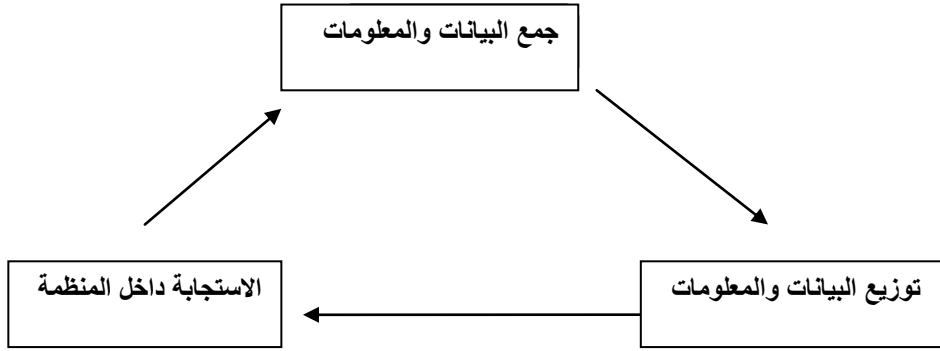 جمع البيانات والمعلومات
توزيع البيانات والمعلومات
الاستجابة داخل المنظمة